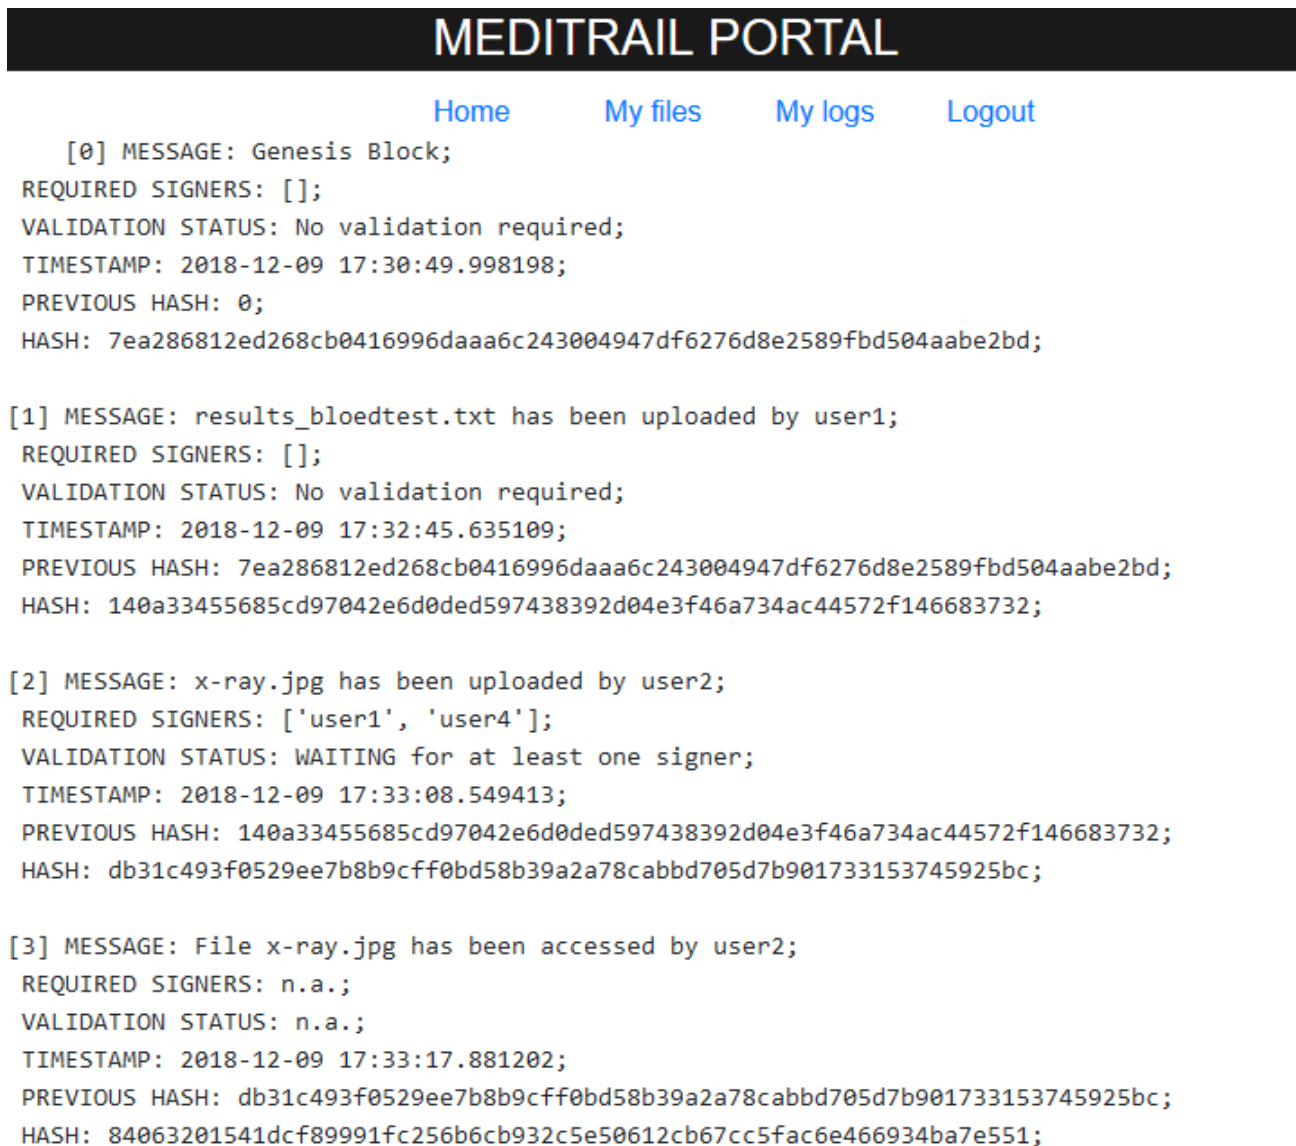 MEDITRAIL PORTAL
Home My files My logs Logout
[0] MESSAGE: Genesis Block;
REQUIRED SIGNERS: [];
VALIDATION STATUS: No validation required;
TIMESTAMP: 2018-12-09 17:30:49.998198;
PREVIOUS HASH: 0;
HASH: 7ea286812ed268cb0416996daaa6c243004947df6276d8e2589fbd504aabe2bd;
[1] MESSAGE: results_bloedtest.txt has been uploaded by user1;
REQUIRED SIGNERS: [];
VALIDATION STATUS: No validation required;
TIMESTAMP: 2018-12-09 17:32:45.635109;
PREVIOUS HASH: 7ea286812ed268cb0416996daaa6c243004947df6276d8e2589fbd504aabe2bd;
HASH: 140a33455685cd97042e6d0ded597438392d04e3f46a734ac44572f146683732;
[2] MESSAGE: x-ray.jpg has been uploaded by user2;
REQUIRED SIGNERS: ['user1', 'user4'];
VALIDATION STATUS: WAITING for at least one signer;
TIMESTAMP: 2018-12-09 17:33:08.549413;
PREVIOUS HASH: 140a33455685cd97042e6d0ded597438392d04e3f46a734ac44572f146683732;
HASH: db31c493f0529ee7b8b9cff0bd58b39a2a78cabbd705d7b901733153745925bc;
[3] MESSAGE: File x-ray.jpg has been accessed by user2;
REQUIRED SIGNERS: n.a.;
VALIDATION STATUS: n.a.;
TIMESTAMP: 2018-12-09 17:33:17.881202;
PREVIOUS HASH: db31c493f0529ee7b8b9cff0bd58b39a2a78cabbd705d7b901733153745925bc;
HASH: 84063201541dcf89991fc256b6cb932c5e50612cb67cc5fac6e466934ba7e551;